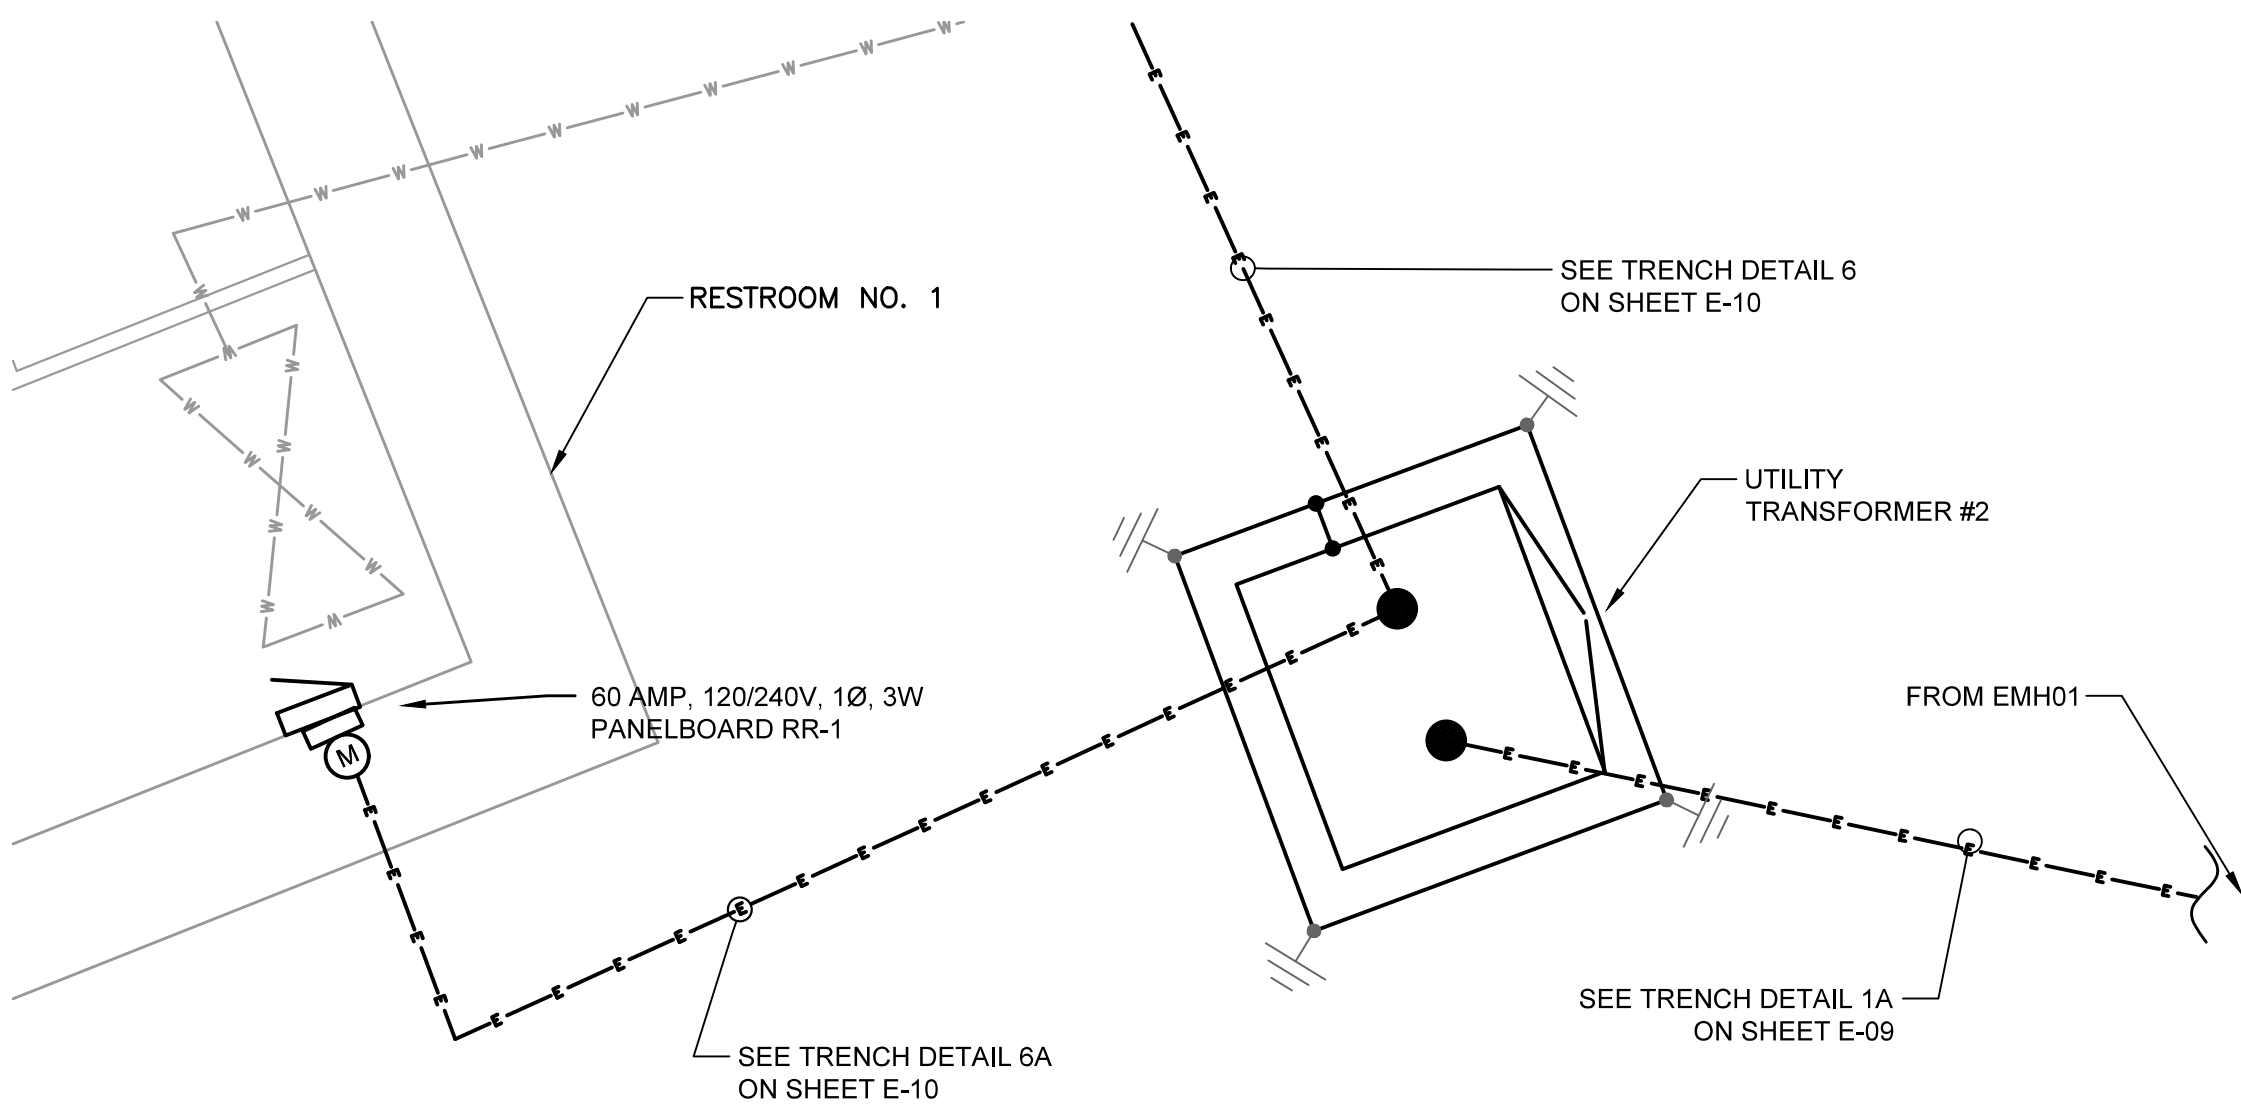 SEE TRENCH DETAIL 6
ON SHEET E-10
RESTROOM NO. 1
UTILITY
TRANSFORMER #2
60 AMP, 120/240V, 1Ø, 3W
PANELBOARD RR-1
FROM EMH01
M
SEE TRENCH DETAIL 1A
ON SHEET E-09
SEE TRENCH DETAIL 6A
ON SHEET E-10